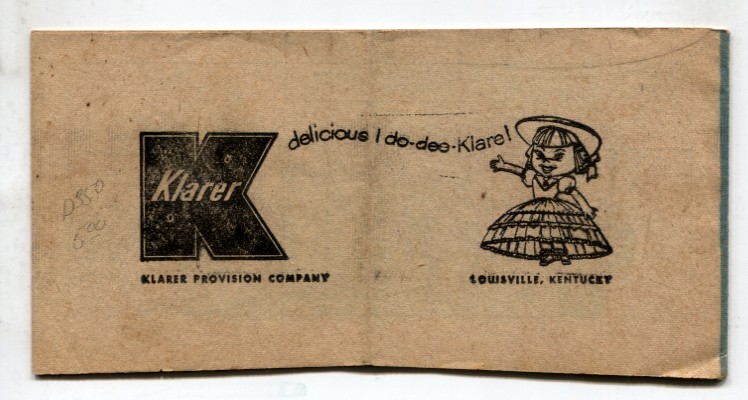 delicious I do-dee-Klare!
Klarer
KLARER PROVISION COMPANY
LOUISVILLE, KENTUCKY